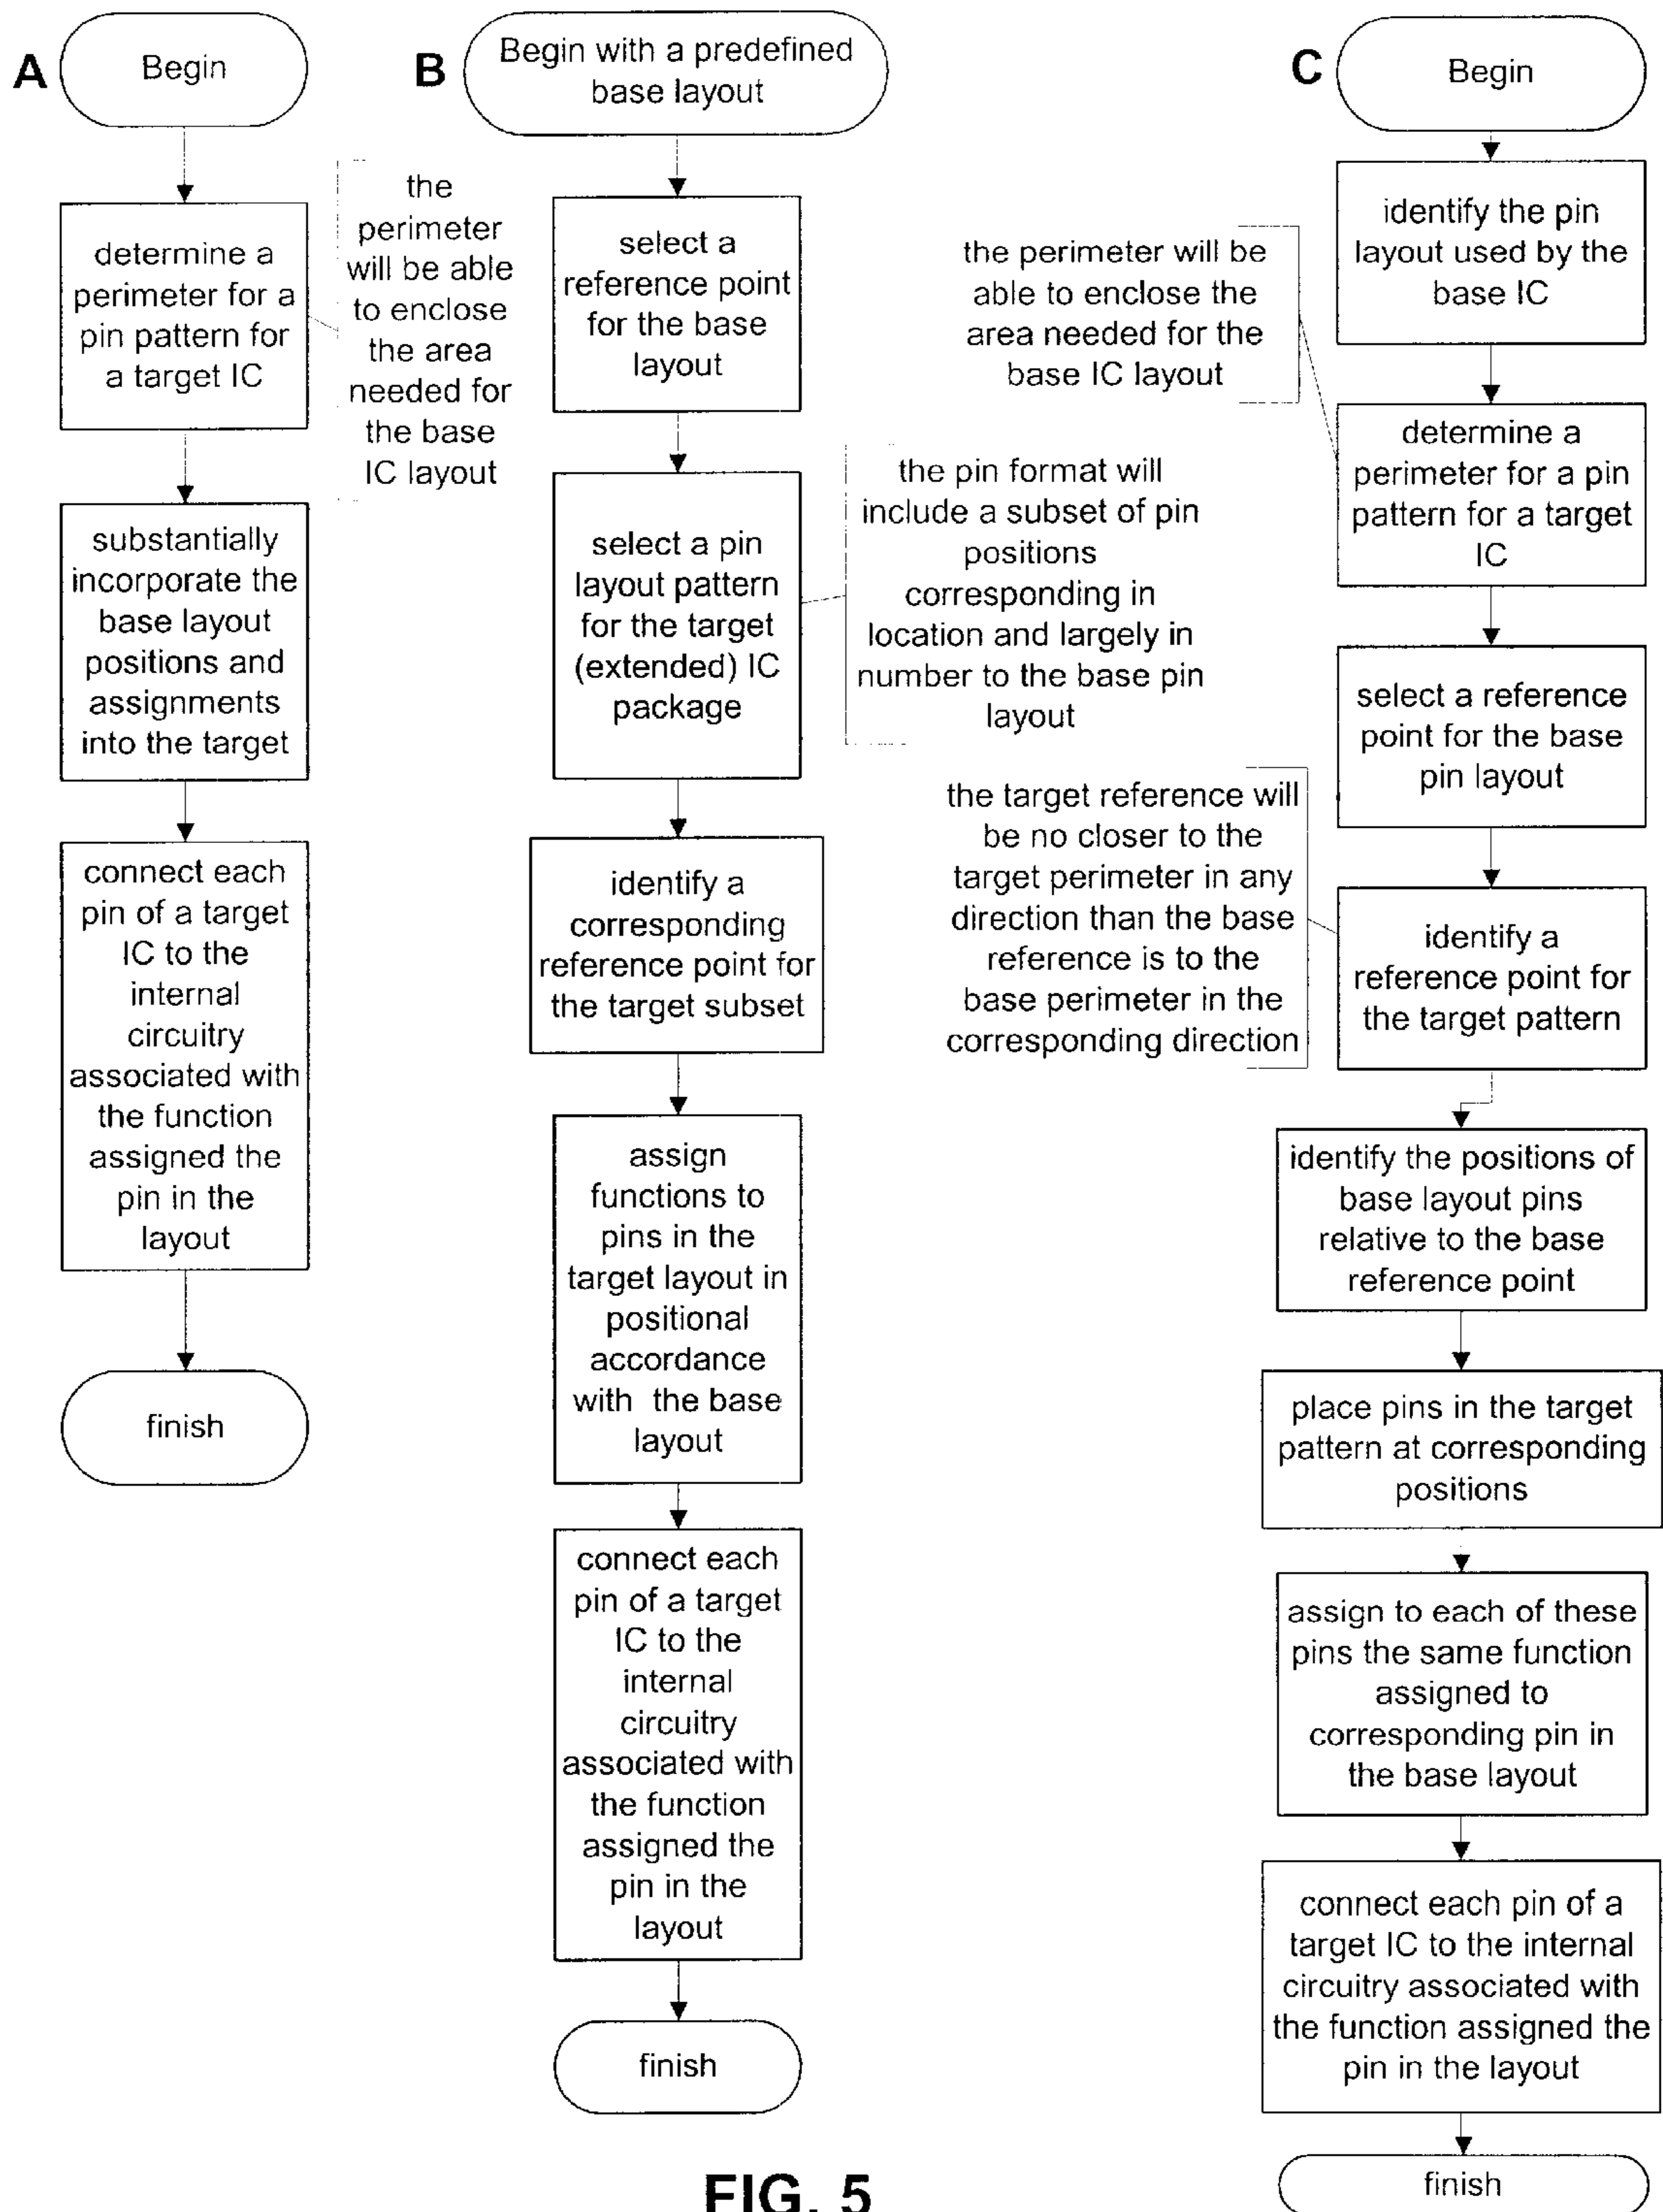 A
Begin
determine a
perimeter for a
pin pattern for
a target IC
the
perimeter
will be able
to enclose
the area
needed for
the base
IC layout
substantially
incorporate the
base layout
positions and
assignments
into the target
connect each
pin of a target
IC to the
internal
circuitry
associated with
the function
assigned the
pin in the
layout
finish
B
Begin with a predefined
base layout
select a
reference point
for the base
layout
select a pin
layout pattern
for the target
(extended) IC
package
the pin format will
include a subset of pin
positions
corresponding in
location and largely in
number to the base pin
layout
identify a
corresponding
reference point for
the target subset
assign
functions to
pins in the
target layout in
positional
accordance
with the base
layout
connect each
pin of a target
IC to the
internal
circuitry
associated with
the function
assigned the
pin in the
layout
finish
C
Begin
identify the pin
layout used by the
base IC
the perimeter will be
able to enclose the
area needed for the
base IC layout
determine a
perimeter for a pin
pattern for a target
IC
select a reference
point for the base
pin layout
the target reference will
be no closer to the
target perimeter in any
direction than the base
reference is to the
base perimeter in the
corresponding direction
identify a
reference point for
the target pattern
identify the positions of
base layout pins
relative to the base
reference point
place pins in the target
pattern at corresponding
positions
assign to each of these
pins the same function
assigned to
corresponding pin in
the base layout
connect each pin of a
target IC to the internal
circuitry associated with
the function assigned the
pin in the layout
finish
FIG. 5